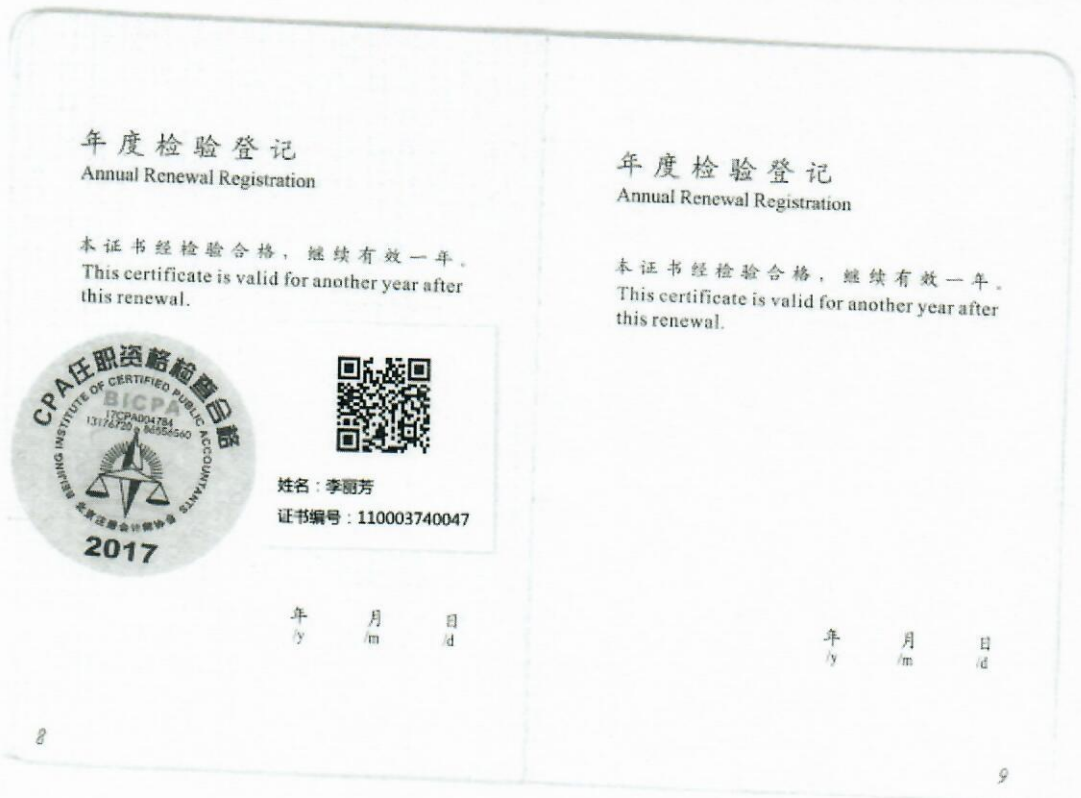 年度检验登记
Annual Renewal Registration
本证书经检验合格，继续有效一年。
This certificate is valid for another year after
this renewal.
CPA任职资格检查合格
BEIJING INSTITUTE OF CERTIFIED PUBLIC ACCOUNTANTS
BICPA
17CPA004784
13176720 86556560
北京注册会计师协会
2017
姓名：李丽芳
证书编号：110003740047
年 月 日
/y /m /d
8
年度检验登记
Annual Renewal Registration
本证书经检验合格，继续有效一年。
This certificate is valid for another year after
this renewal.
年 月 日
/y /m /d
9